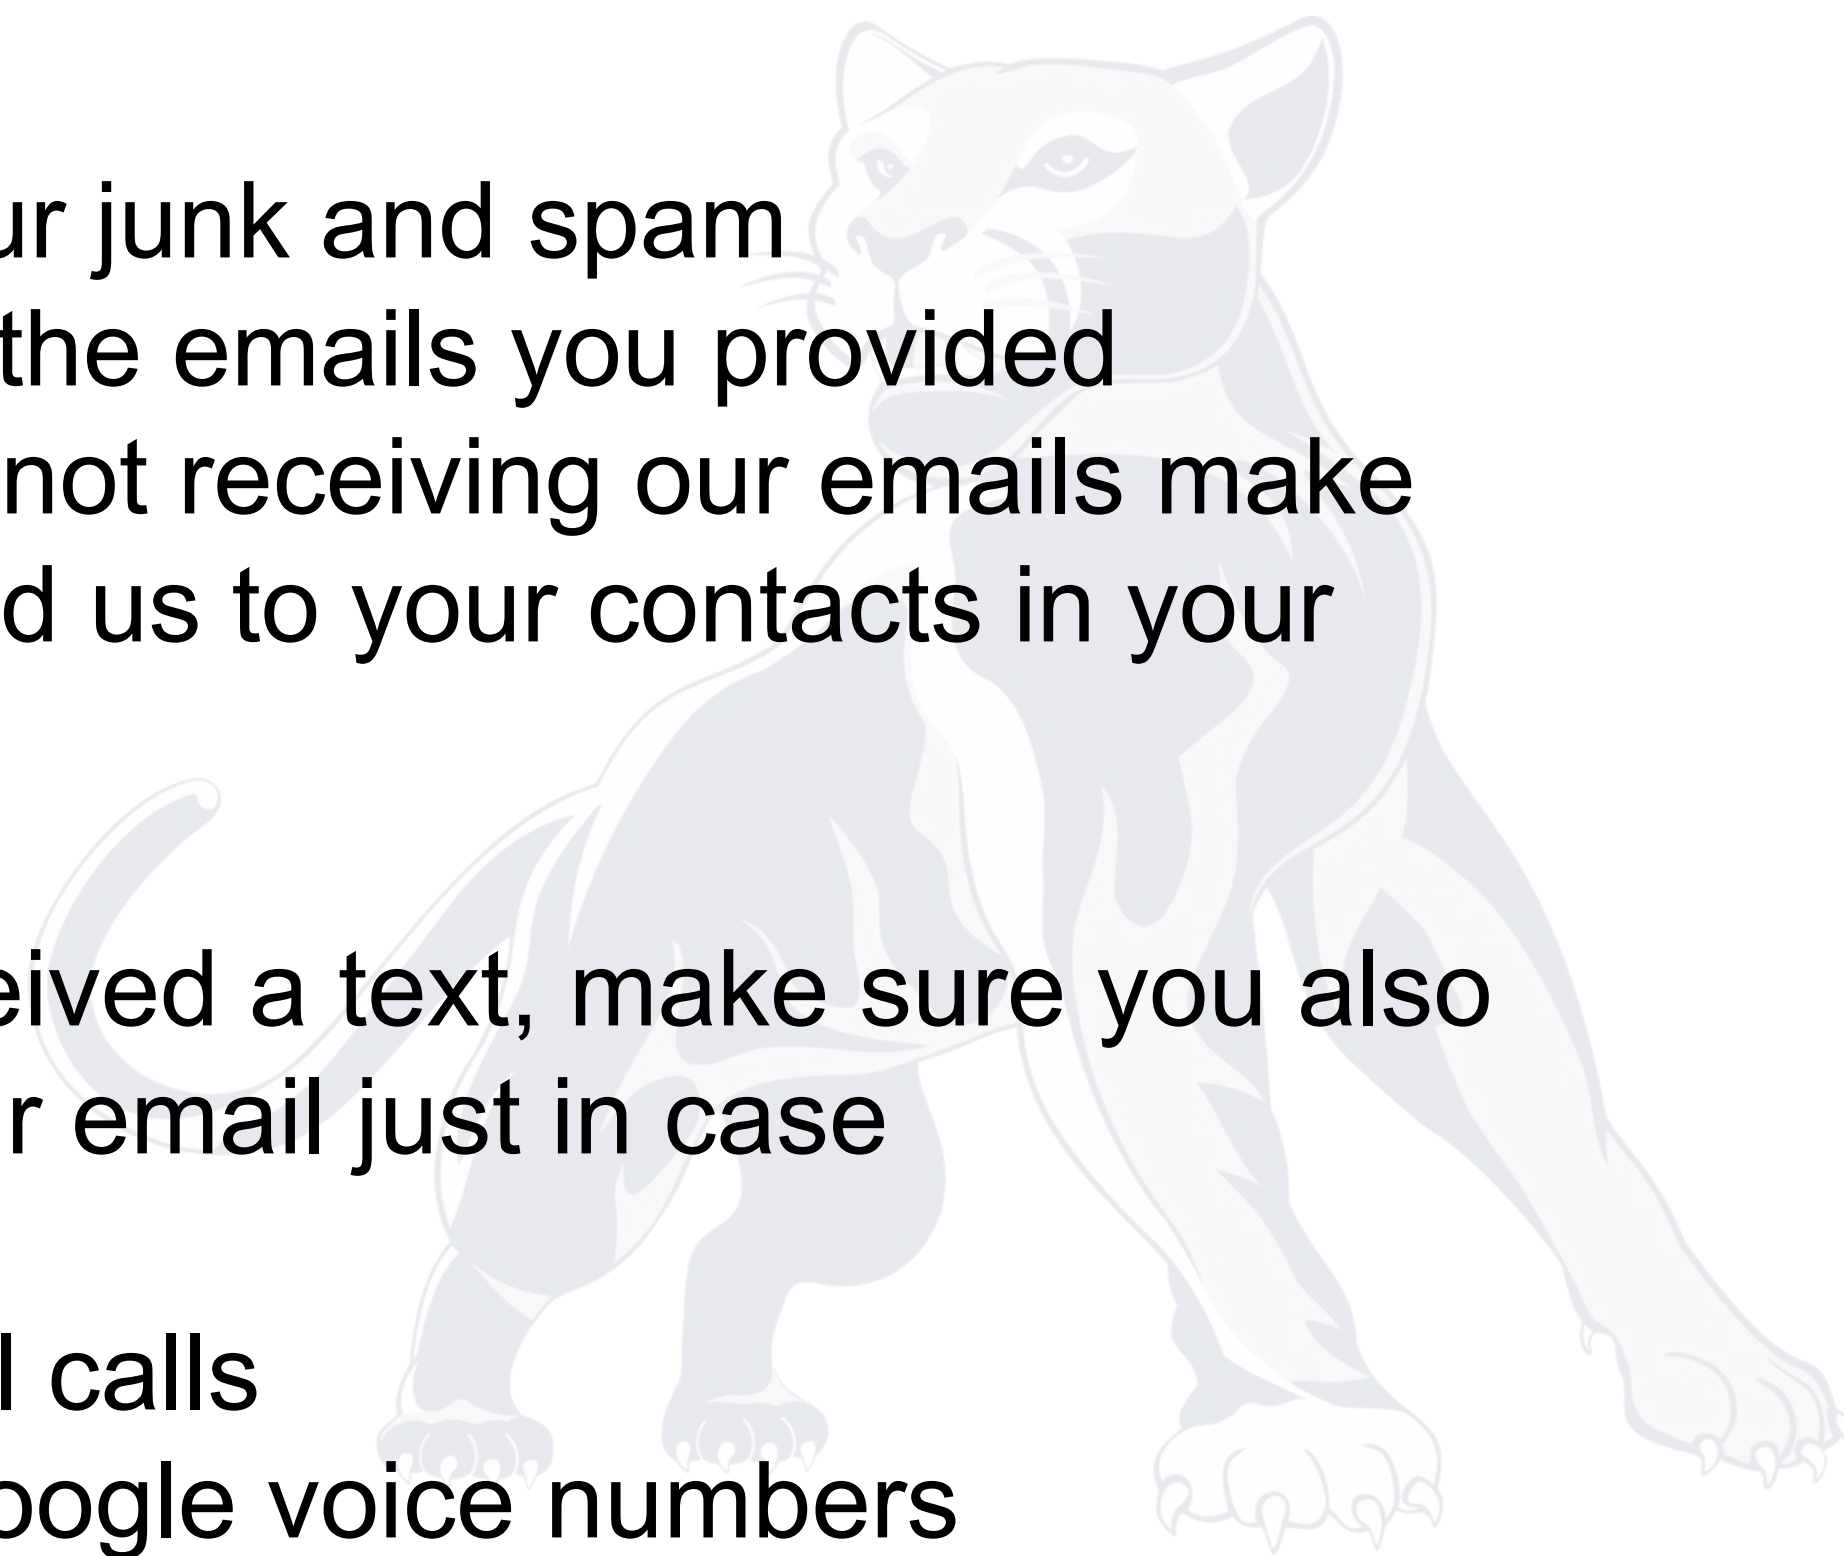 ur junk and spam
the emails you provided
not receiving our emails make
d us to your contacts in your
eived a text, make sure you also
r email just in case
l calls
oogle voice numbers